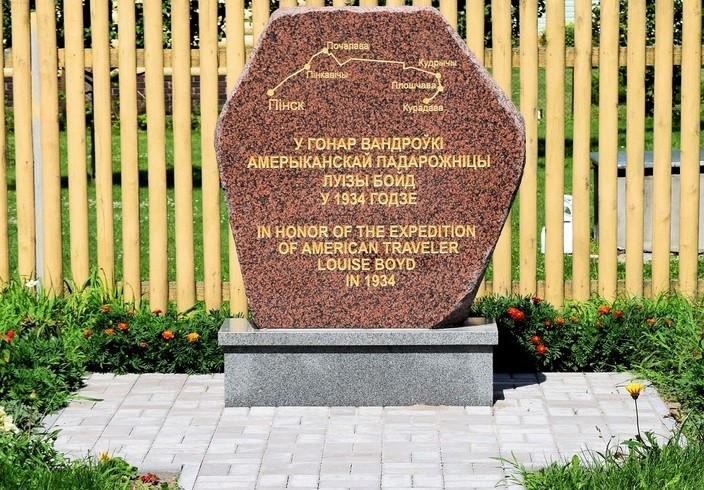 Почапава
Кудрычы
Пінкавічы
Площчава
Пінск
Курадава
У ГОНАР ВАНДРОЎКІ
АМЕРЫКАНСКАЙ ПАДАРОЖНІЦЫ
ЛУІЗЫ БОЙД
У 1934 ГОДЗЕ
IN HONOR OF THE EXPEDITION
OF AMERICAN TRAVELER
LOUISE BOYD
IN 1934